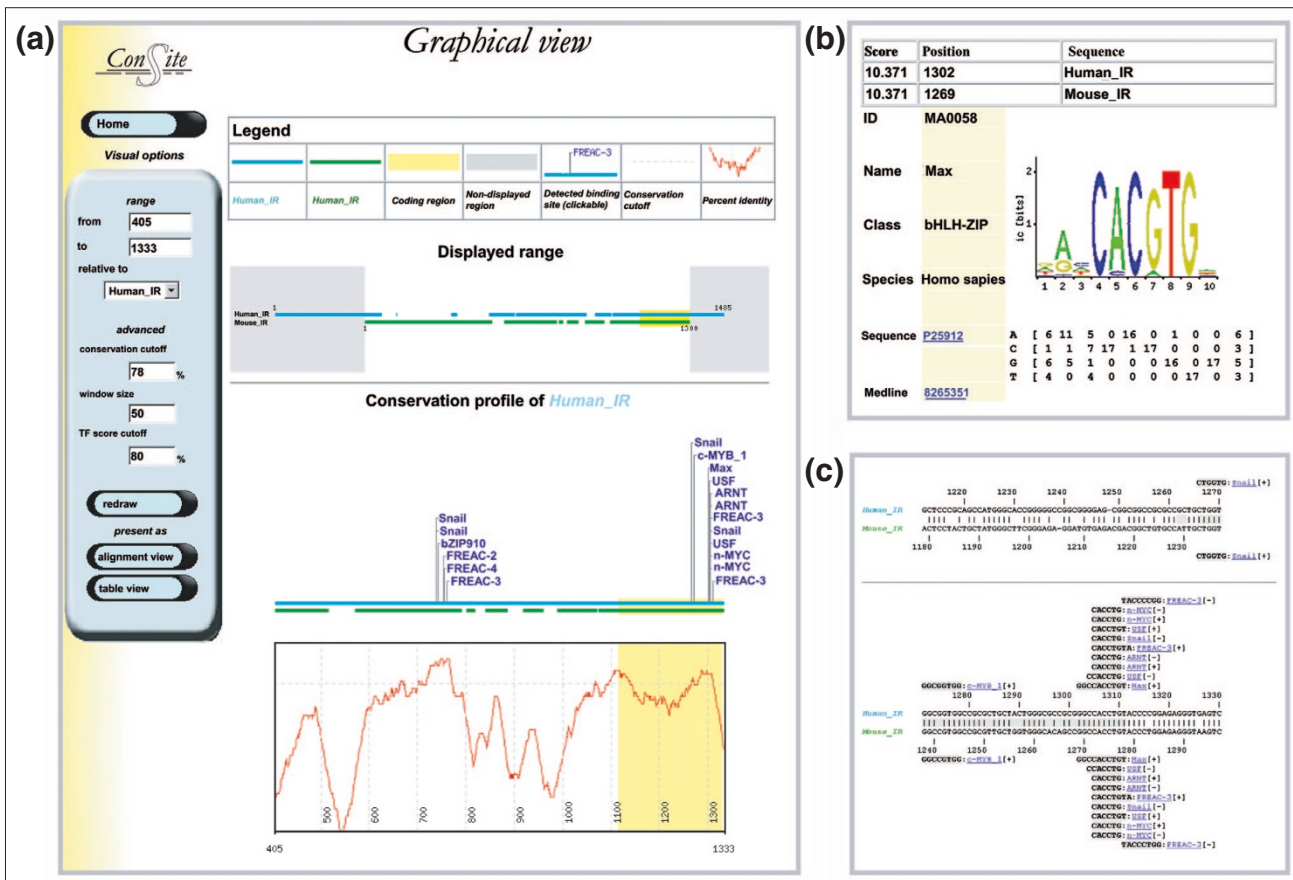 (a)
ConSite
Graphical view
Home
Visual options
range
from 405
to 1333
relative to
Human_IR
advanced
conservation cutoff
78 %
window size
50
TF score cutoff
80 %
redraw
present as
alignment view
table view
Legend
FREAC-3
Human_IR Human_IR Coding region Non-displayed region Detected binding site (clickable) Conservation cutoff Percent identity
Displayed range
1 1485
Human_IR
Mouse_IR
1 1300
Conservation profile of Human_IR
Snail
Snail
bZIP910
FREAC-2
FREAC-4
FREAC-3
Snail
c-MYB_1
Max
USF
ARNT
ARNT
FREAC-3
Snail
USF
n-MYC
n-MYC
FREAC-3
500 600 700 800 900 1000 1100 1200 1300
405 1333
(b)
Score Position Sequence
10.371 1302 Human_IR
10.371 1269 Mouse_IR
ID MA0058
Name Max
Class bHLH-ZIP
Species Homo sapies
Sequence P25912
Medline 8265351
ic [bits]
2
1
1 2 3 4 5 6 7 8 9 10
A [ 6 11 5 0 16 0 1 0 0 6 ]
C [ 1 1 7 17 1 17 0 0 0 3 ]
G [ 6 5 1 0 0 0 16 0 17 5 ]
T [ 4 0 4 0 0 0 0 17 0 3 ]
(c)
CTGGTG: Snail[+]
1220 1230 1240 1250 1260 1270
Human_IR GCTCCCGCAGCCATGGGCACCGGGGGCCGGCGGGGAG-CGGCGGCCGCGCCGCTGCTGGT
Mouse_IR ACTCCTACTGCTATGGGCTTCGGGAGA-GGATGTGAGACGACGGCTGTGCCATTGCTGGT
1180 1190 1200 1210 1220 1230
CTGGTG: Snail[+]
TACCCCGG: FREAC-3[-]
CACCTG: n-MYC[-]
CACCTG: n-MYC[+]
CACCTGT: USF[+]
CACCTG: Snail[-]
CACCTGTA: FREAC-3[+]
CACCTG: ARNT[-]
CACCTG: ARNT[+]
CCACCTG: USF[-]
GGCGGTGG: c-MYB_1[+] GGCCACCTGT: Max[+]
1280 1290 1300 1310 1320 1330
Human_IR GGCGGTGGCCGCGCTGCTACTGGGCGCCGCGGGCCACCTGTACCCCGGAGAGGGTGAGTC
Mouse_IR GGCCGTGGCCGCGTTGCTGGTGGGCACAGCCGGCCACCTGTACCCTGGAGAGGGTAAGTC
1240 1250 1260 1270 1280 1290
GGCCGTGG: c-MYB_1[+] GGCCACCTGT: Max[+]
CCACCTG: USF[-]
CACCTG: ARNT[+]
CACCTG: ARNT[-]
CACCTGTA: FREAC-3[+]
CACCTG: Snail[-]
CACCTGT: USF[+]
CACCTG: n-MYC[+]
CACCTG: n-MYC[-]
TACCCTGG: FREAC-3[-]